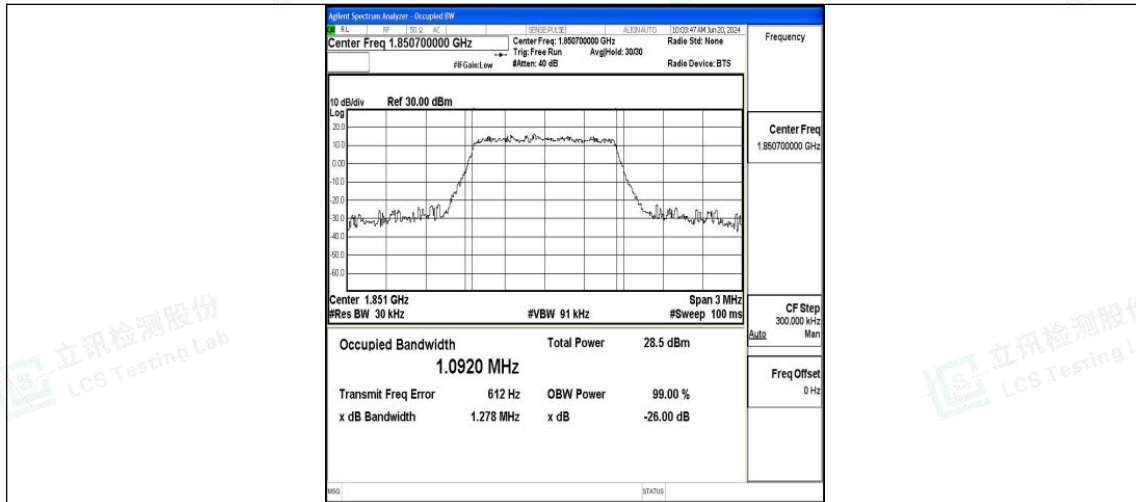 Agilent Spectrum Analyzer - Occupied BW
RL RF 50 Ω AC SENSE:PULSE ALIGNAUTO 10:03:47 AM Jun 20, 2024
Center Freq 1.850700000 GHz
Center Freq: 1.850700000 GHz
Radio Std: None
Trig: Free Run Avg|Hold: 30/30
#IFGain:Low
#Atten: 40 dB
Radio Device: BTS
Frequency
10 dB/div Ref 30.00 dBm
Log
20.0
10.0
0.00
-10.0
-20.0
-30.0
-40.0
-50.0
-60.0
Center Freq
1.850700000 GHz
Center 1.851 GHz Span 3 MHz
#Res BW 30 kHz #VBW 91 kHz #Sweep 100 ms
CF Step
300.000 kHz
Auto Man
Occupied Bandwidth Total Power 28.5 dBm
1.0920 MHz
Transmit Freq Error 612 Hz OBW Power 99.00 %
x dB Bandwidth 1.278 MHz x dB -26.00 dB
Freq Offset
0 Hz
MSG STATUS
立讯检测股份
LCS Testing Lab
立讯检测股份
LCS Testing Lab